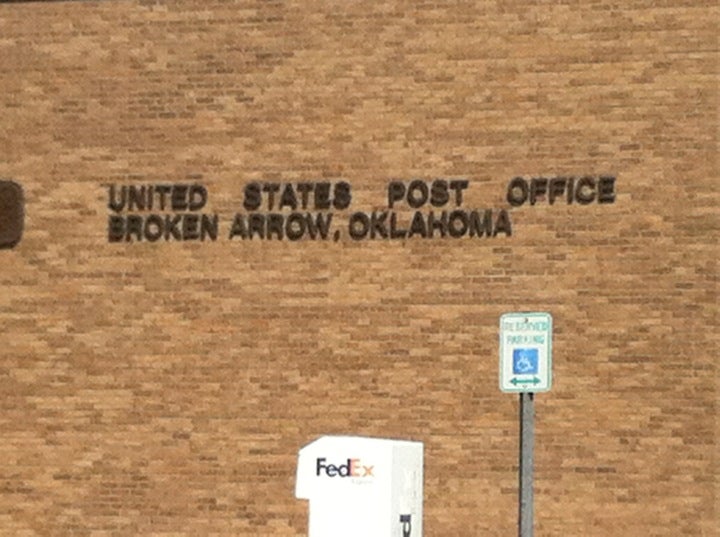 UNITED STATES POST OFFICE
BROKEN ARROW, OKLAHOMA
RESERVED
PARKING
FedEx